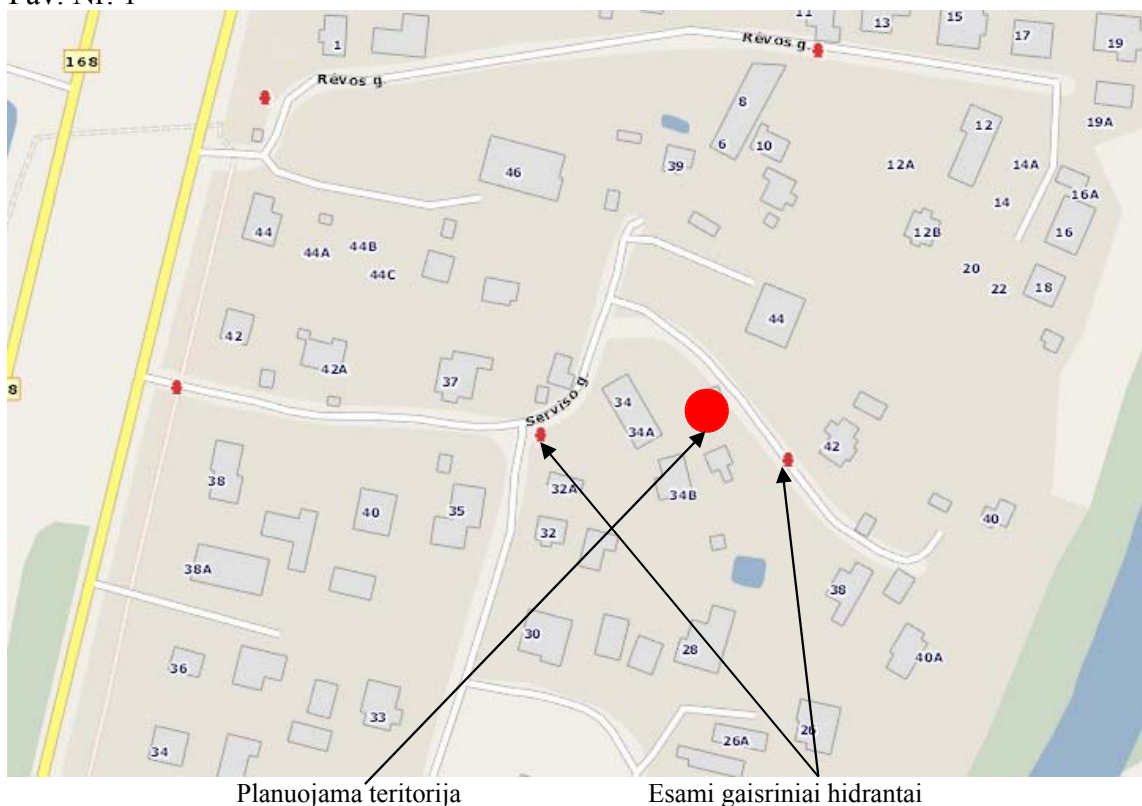 Pav. Nr. 1
11
13
15
17
19
1
Rėvos g.
168
Rėvos g.
8
19A
12
6
10
39
46
12A
14A
16A
14
44
44B
12B
16
44A
44C
20
22
18
42
44
42A
37
8
Serviso g.
34
34A
42
38
32A
34B
40
35
40
32
38A
38
30
28
40A
36
33
26
34
26A
Planuojama teritorija
Esami gaisriniai hidrantai